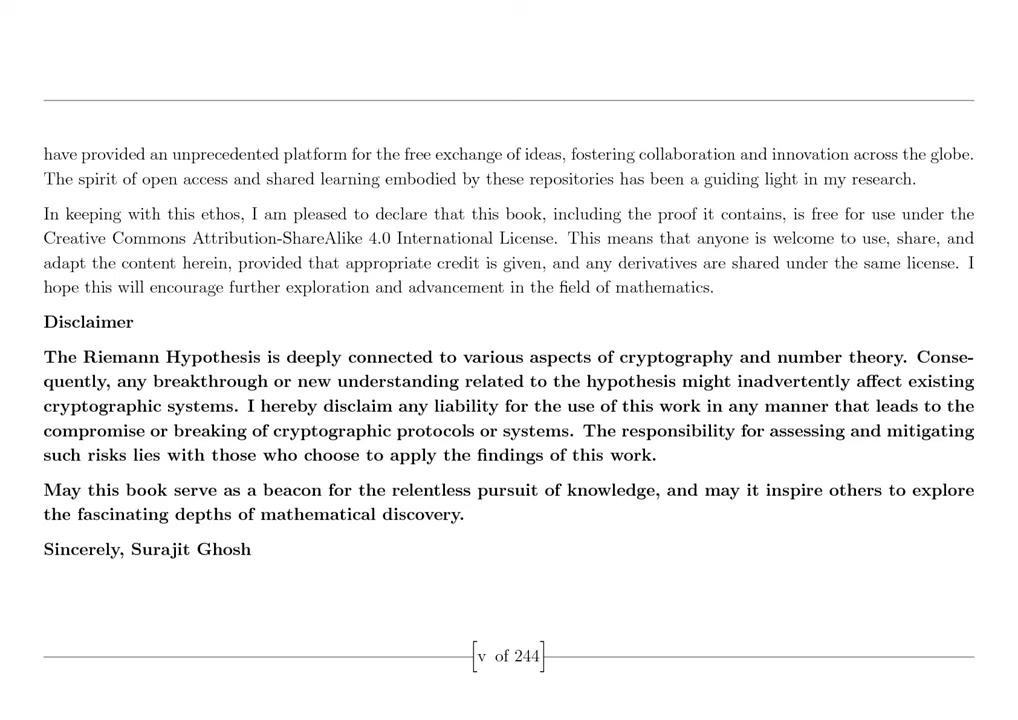 have provided an unprecedented platform for the free exchange of ideas, fostering collaboration and innovation across the globe.
The spirit of open access and shared learning embodied by these repositories has been a guiding light in my research.
In keeping with this ethos, I am pleased to declare that this book, including the proof it contains, is free for use under the
Creative Commons Attribution-ShareAlike 4.0 International License. This means that anyone is welcome to use, share, and
adapt the content herein, provided that appropriate credit is given, and any derivatives are shared under the same license. I
hope this will encourage further exploration and advancement in the field of mathematics.
Disclaimer
The Riemann Hypothesis is deeply connected to various aspects of cryptography and number theory. Conse-
quently, any breakthrough or new understanding related to the hypothesis might inadvertently affect existing
cryptographic systems. I hereby disclaim any liability for the use of this work in any manner that leads to the
compromise or breaking of cryptographic protocols or systems. The responsibility for assessing and mitigating
such risks lies with those who choose to apply the findings of this work.
May this book serve as a beacon for the relentless pursuit of knowledge, and may it inspire others to explore
the fascinating depths of mathematical discovery.
Sincerely, Surajit Ghosh
[v of 244]